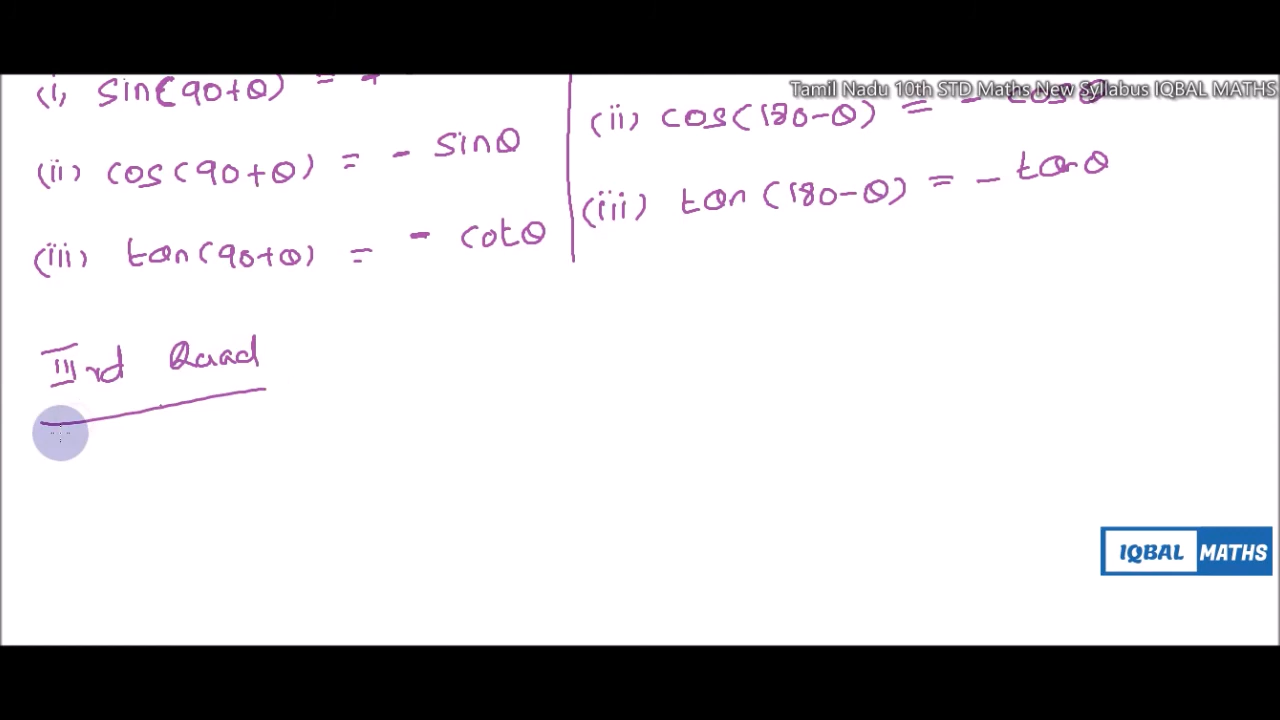 Tamil Nadu 10th STD Maths New Syllabus IQBAL MATHS
(i) sin(90+θ) = +
(ii) cos(90+θ) = - sinθ
(iii) tan(90+θ) = - cotθ
(ii) cos(180-θ) = - cosθ
(iii) tan(180-θ) = - tanθ
IIIrd Quad
IQBAL MATHS